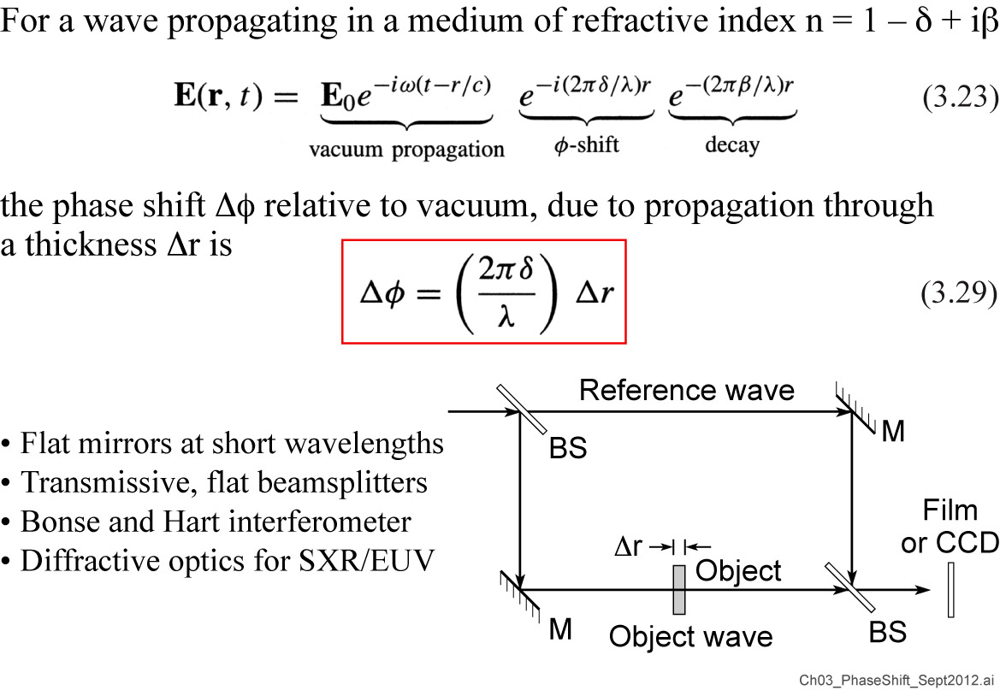 For a wave propagating in a medium of refractive index n = 1 – δ + iβ
E(r, t) = E₀e^{−iω(t−r/c)} e^{−i(2πδ/λ)r} e^{−(2πβ/λ)r} (3.23)
vacuum propagation ϕ-shift decay
the phase shift Δϕ relative to vacuum, due to propagation through
a thickness Δr is
Δϕ = (2πδ/λ) Δr (3.29)
• Flat mirrors at short wavelengths
• Transmissive, flat beamsplitters
• Bonse and Hart interferometer
• Diffractive optics for SXR/EUV
Reference wave
BS
M
Film
or CCD
Δr
Object
M
Object wave
BS
Ch03_PhaseShift_Sept2012.ai